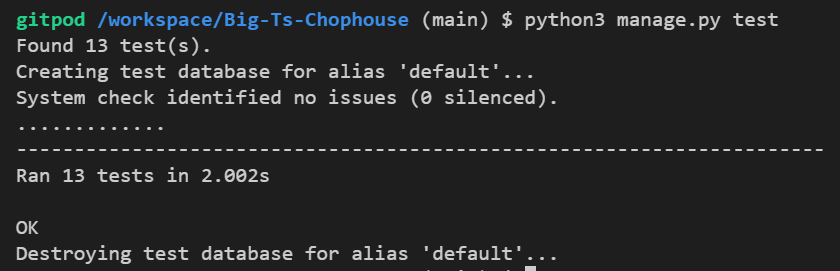 gitpod /workspace/Big-Ts-Chophouse (main) $ python3 manage.py test
Found 13 test(s).
Creating test database for alias 'default'...
System check identified no issues (0 silenced).
.............
----------------------------------------------------------------------
Ran 13 tests in 2.002s

OK
Destroying test database for alias 'default'...